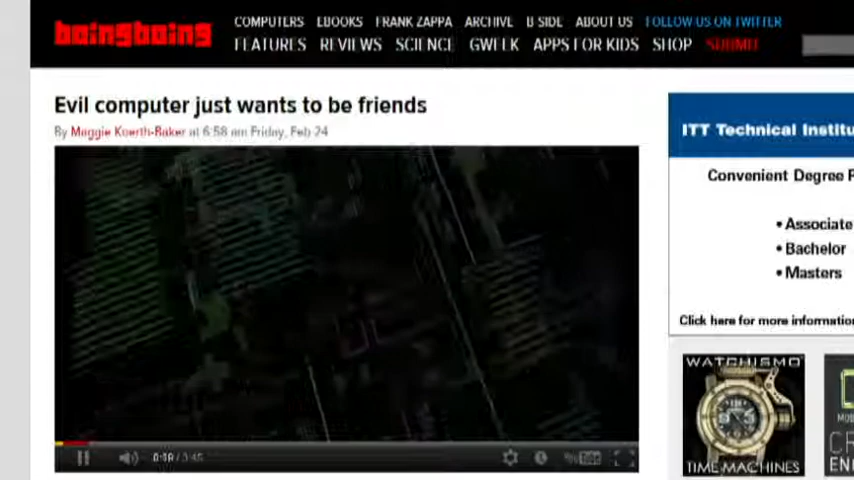 boingboing
COMPUTERS EBOOKS FRANK ZAPPA ARCHIVE B SIDE ABOUT US FOLLOW US ON TWITTER
FEATURES REVIEWS SCIENCE GWEEK APPS FOR KIDS SHOP SUBMIT
Evil computer just wants to be friends
By Maggie Koerth-Baker at 6:58 am Friday, Feb 24
ITT Technical Institu
Convenient Degree P
• Associate
• Bachelor
• Masters
Click here for more information
WATCHISMO
TIME MACHINES
YouTube